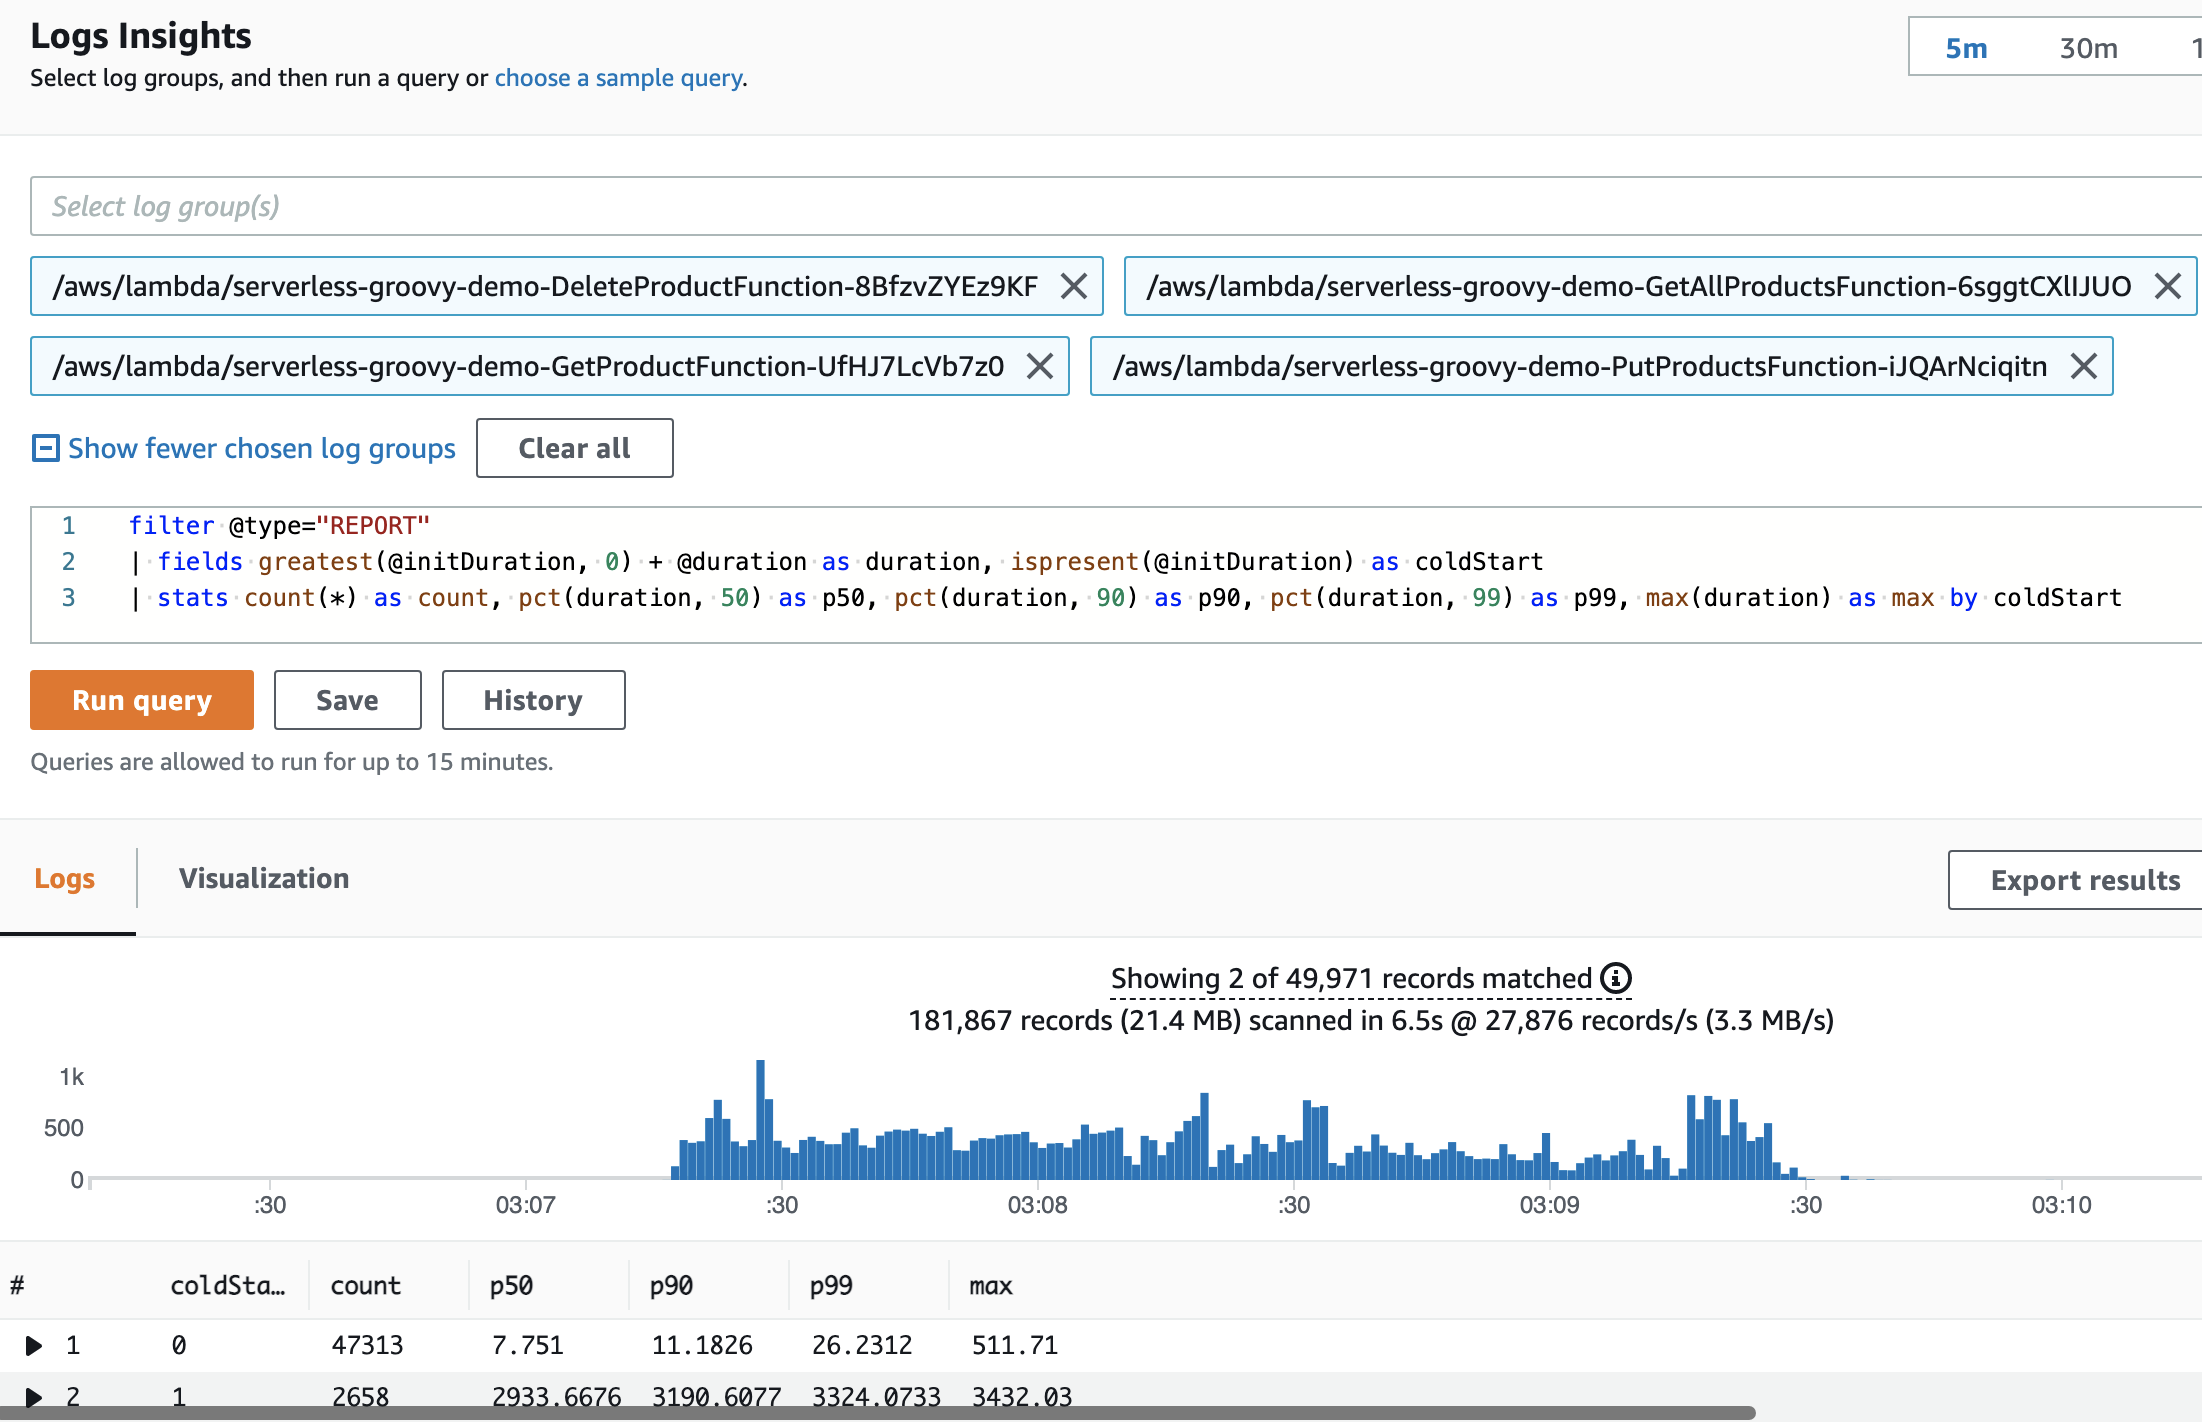 Logs Insights
Select log groups, and then run a query or choose a sample query.
5m 30m 1
Select log group(s)
/aws/lambda/serverless-groovy-demo-DeleteProductFunction-8BfzvZYEz9KF /aws/lambda/serverless-groovy-demo-GetAllProductsFunction-6sggtCXlIJUO
/aws/lambda/serverless-groovy-demo-GetProductFunction-UfHJ7LcVb7z0 /aws/lambda/serverless-groovy-demo-PutProductsFunction-iJQArNciqitn
Show fewer chosen log groups Clear all
1 filter @type="REPORT"
2 | fields greatest(@initDuration, 0) + @duration as duration, ispresent(@initDuration) as coldStart
3 | stats count(*) as count, pct(duration, 50) as p50, pct(duration, 90) as p90, pct(duration, 99) as p99, max(duration) as max by coldStart
Run query Save History
Queries are allowed to run for up to 15 minutes.
Logs Visualization Export results
Showing 2 of 49,971 records matched
181,867 records (21.4 MB) scanned in 6.5s @ 27,876 records/s (3.3 MB/s)
1k
500
0
:30 03:07 :30 03:08 :30 03:09 :30 03:10
# coldSta… count p50 p90 p99 max
1 0 47313 7.751 11.1826 26.2312 511.71
2 1 2658 2933.6676 3190.6077 3324.0733 3432.03